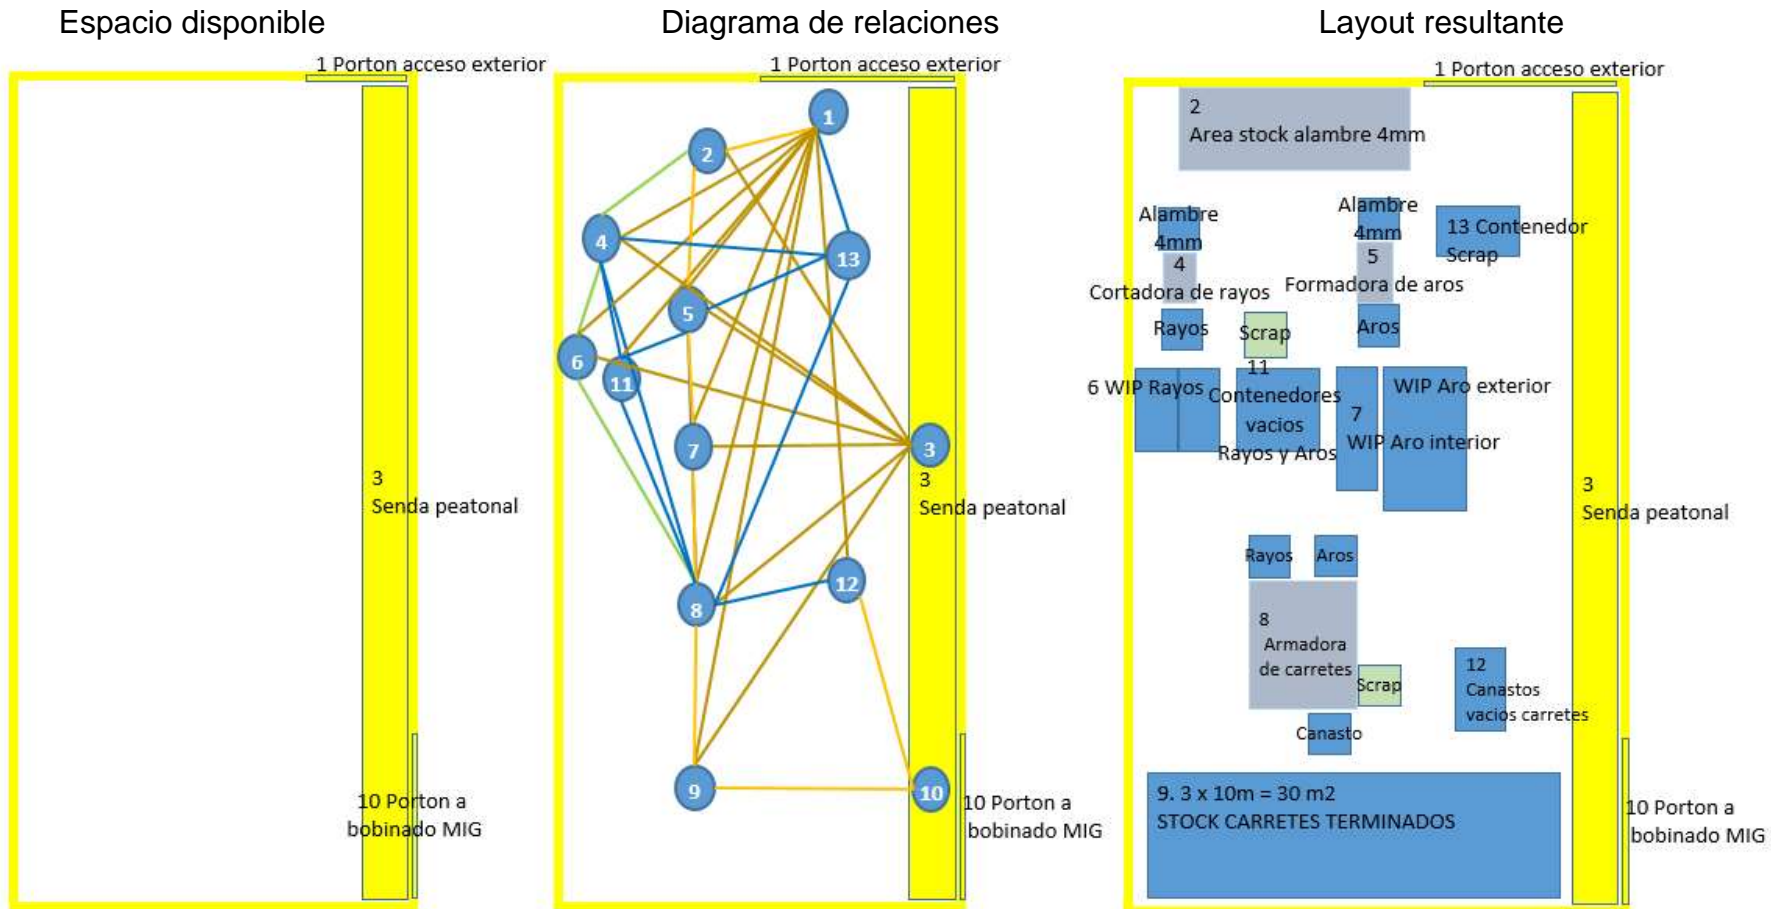 Espacio disponible
1 Porton acceso exterior
3
Senda peatonal
10 Porton a
bobinado MIG
Diagrama de relaciones
1 Porton acceso exterior
1
2
4
13
5
6
11
7
3
3
Senda peatonal
12
8
9
10
10 Porton a
bobinado MIG
Layout resultante
1 Porton acceso exterior
2
Area stock alambre 4mm
Alambre
4mm
4
Cortadora de rayos
Rayos
Alambre
4mm
5
Formadora de aros
Aros
13 Contenedor
Scrap
Scrap
6 WIP Rayos
11
Contenedores
vacios
Rayos y Aros
7
WIP Aro interior
WIP Aro exterior
3
Senda peatonal
Rayos
Aros
8
Armadora
de carretes
Scrap
Canasto
12
Canastos
vacios carretes
9. 3 x 10m = 30 m2
STOCK CARRETES TERMINADOS
10 Porton a
bobinado MIG